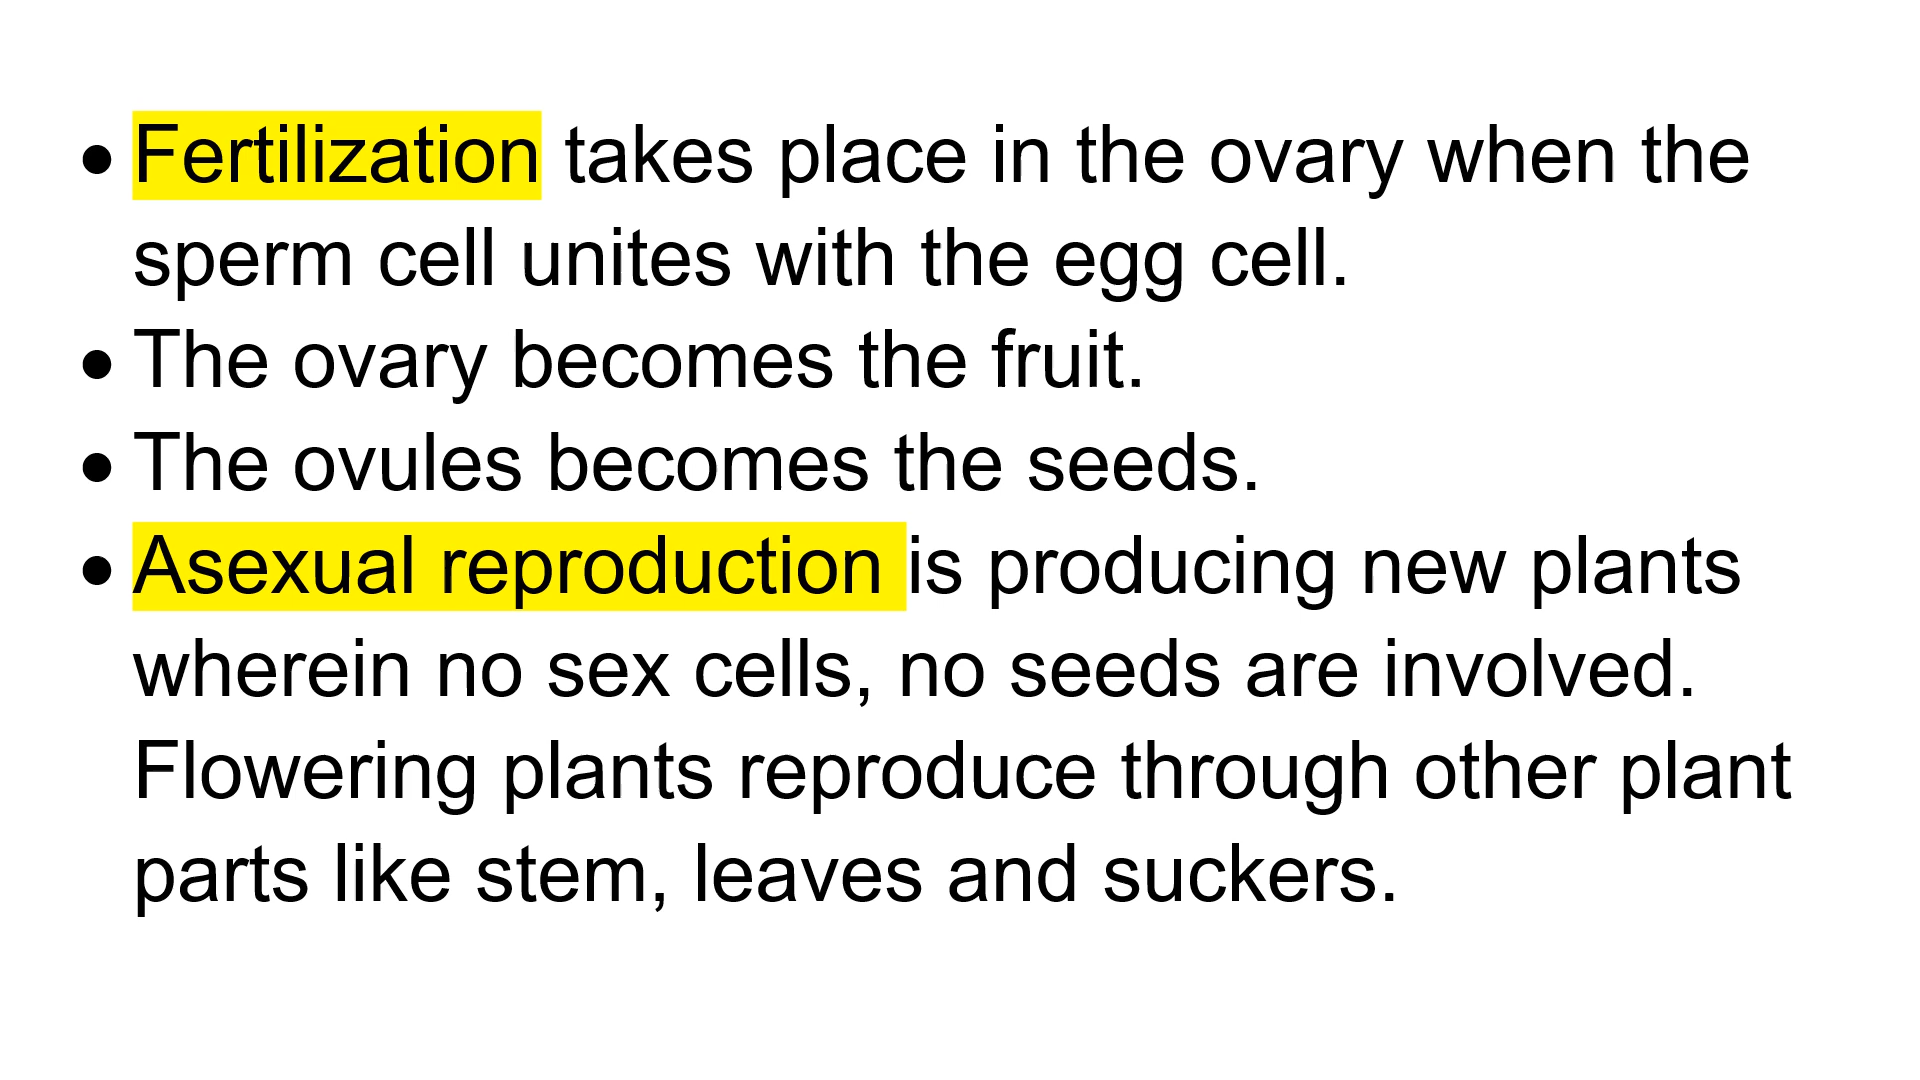 • Fertilization takes place in the ovary when the
sperm cell unites with the egg cell.
• The ovary becomes the fruit.
• The ovules becomes the seeds.
• Asexual reproduction is producing new plants
wherein no sex cells, no seeds are involved.
Flowering plants reproduce through other plant
parts like stem, leaves and suckers.